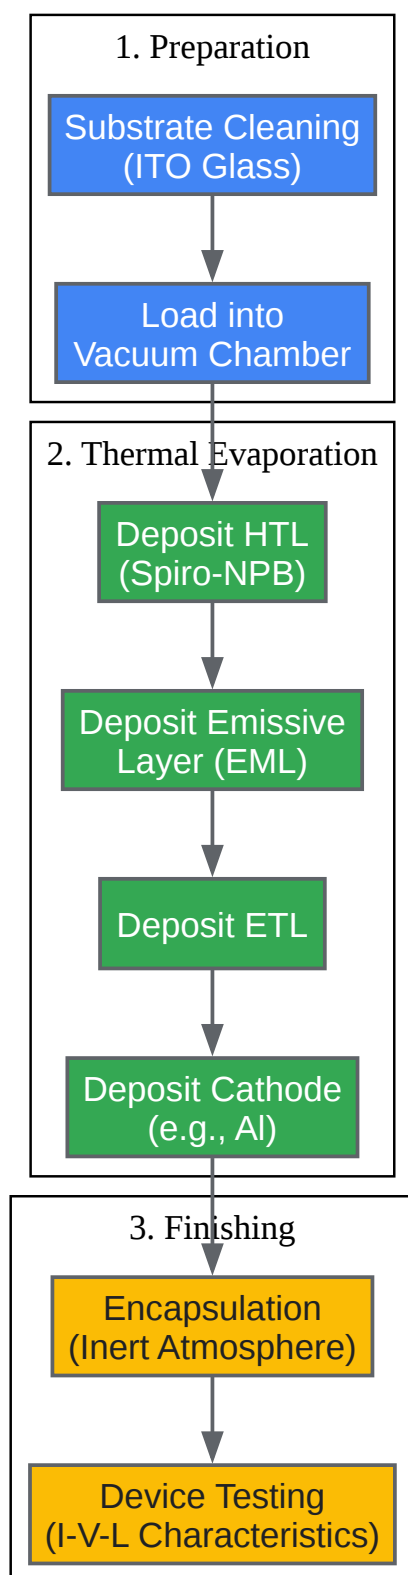 1. Preparation
Substrate Cleaning
(ITO Glass)
Load into
Vacuum Chamber
2. Thermal Evaporation
Deposit HTL
(Spiro-NPB)
Deposit Emissive
Layer (EML)
Deposit ETL
Deposit Cathode
(e.g., Al)
3. Finishing
Encapsulation
(Inert Atmosphere)
Device Testing
(I-V-L Characteristics)